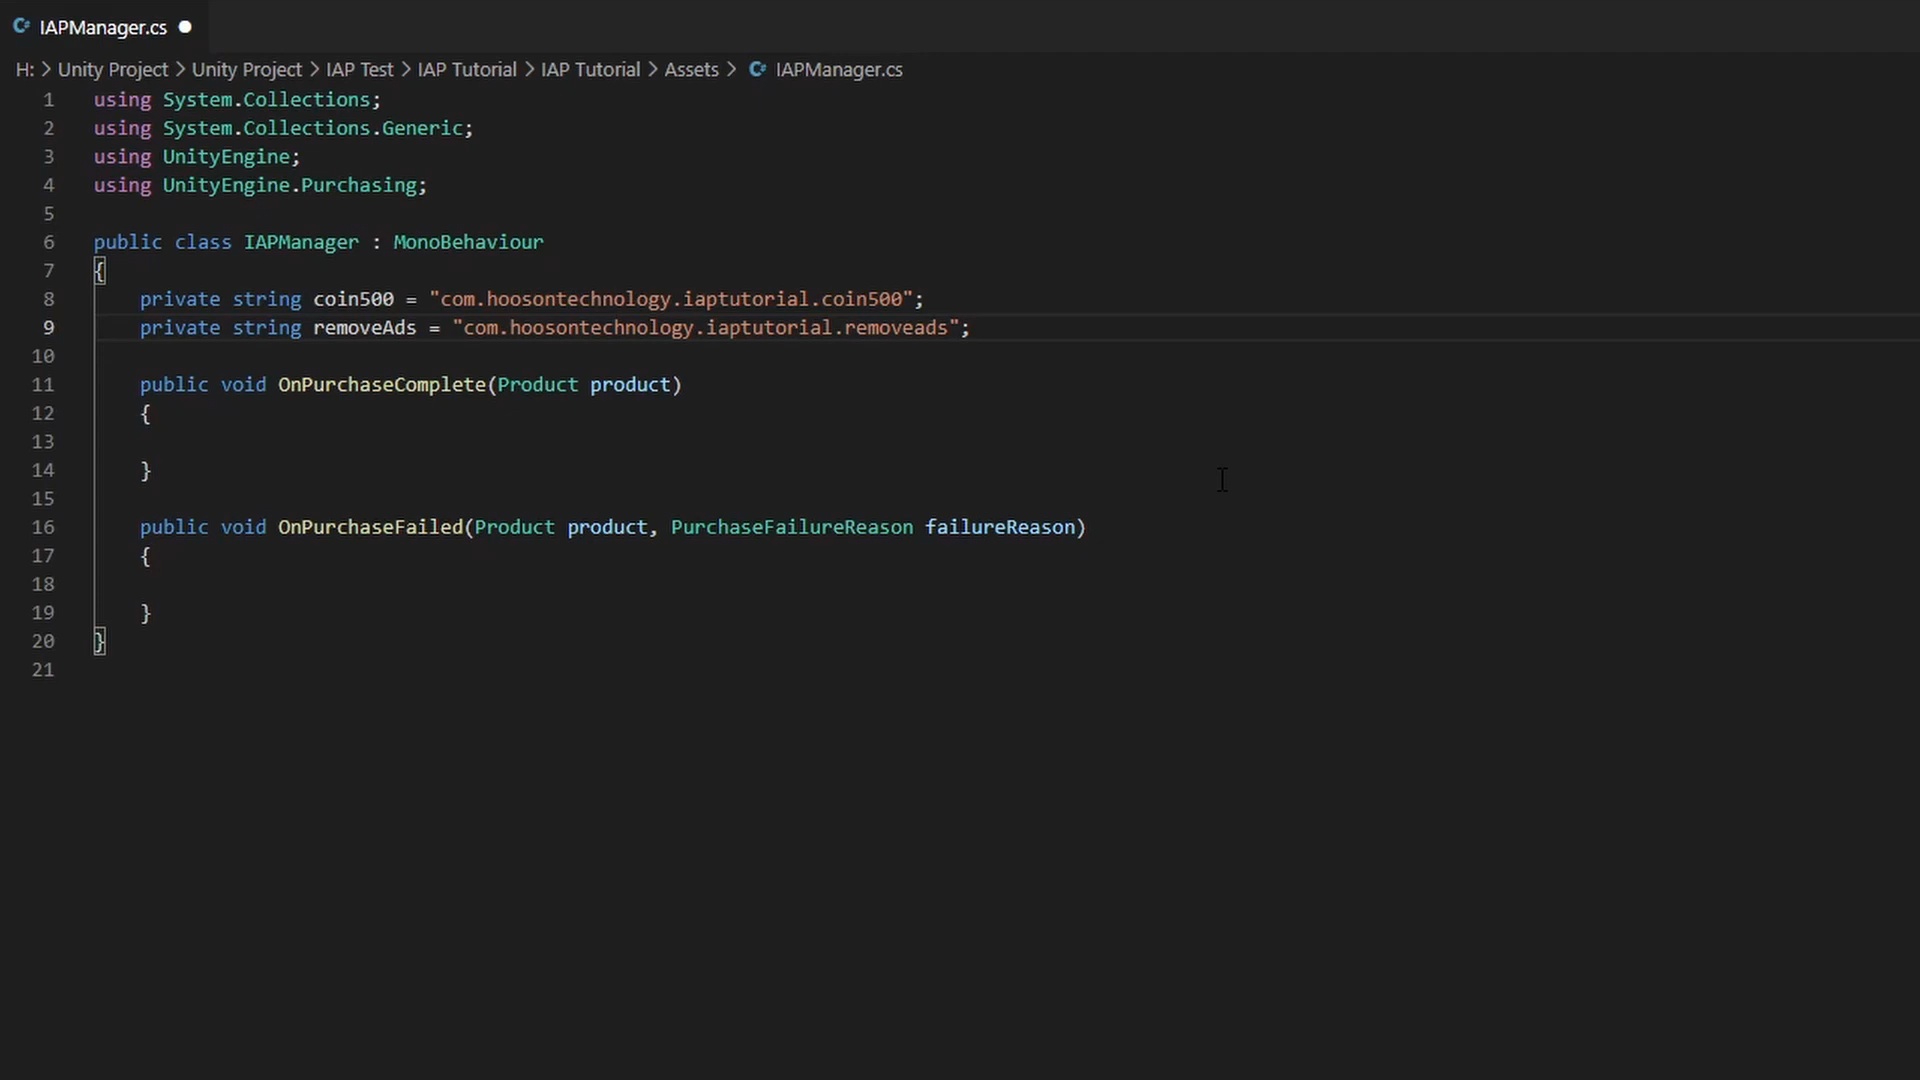 IAPManager.cs
H: > Unity Project > Unity Project > IAP Test > IAP Tutorial > IAP Tutorial > Assets > IAPManager.cs
1 using System.Collections;
2 using System.Collections.Generic;
3 using UnityEngine;
4 using UnityEngine.Purchasing;
5
6 public class IAPManager : MonoBehaviour
7 {
8 private string coin500 = "com.hoosontechnology.iaptutorial.coin500";
9 private string removeAds = "com.hoosontechnology.iaptutorial.removeads";
10
11 public void OnPurchaseComplete(Product product)
12 {
13
14 }
15
16 public void OnPurchaseFailed(Product product, PurchaseFailureReason failureReason)
17 {
18
19 }
20 }
21